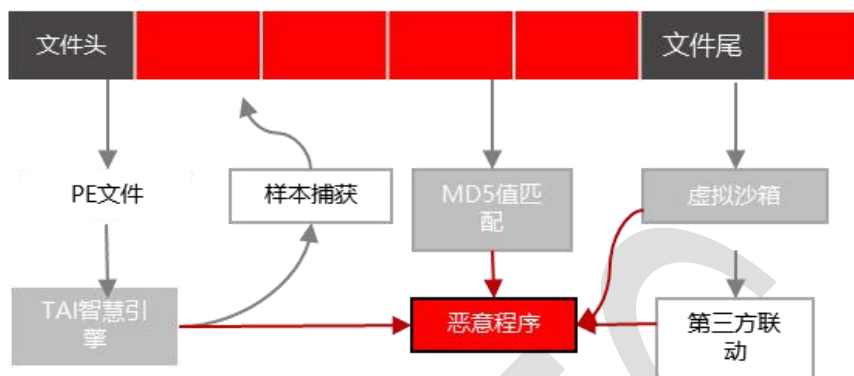 文件头
文件尾
PE文件
样本捕获
MD5值匹
配
虚拟沙箱
TAI智慧引
擎
恶意程序
第三方联
动